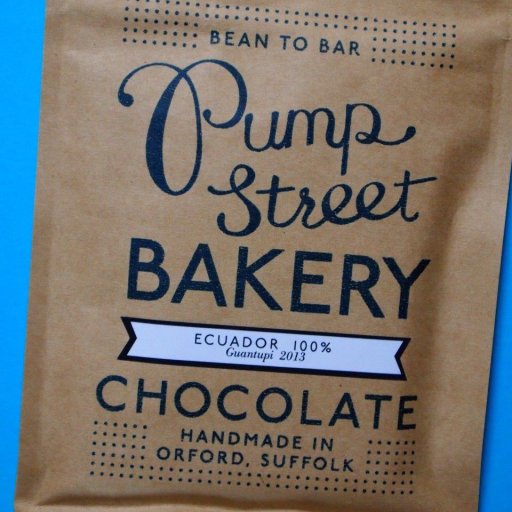 BEAN TO BAR
Pump
Street
BAKERY
ECUADOR 100%
Guantupi 2013
CHOCOLATE
HANDMADE IN
ORFORD, SUFFOLK